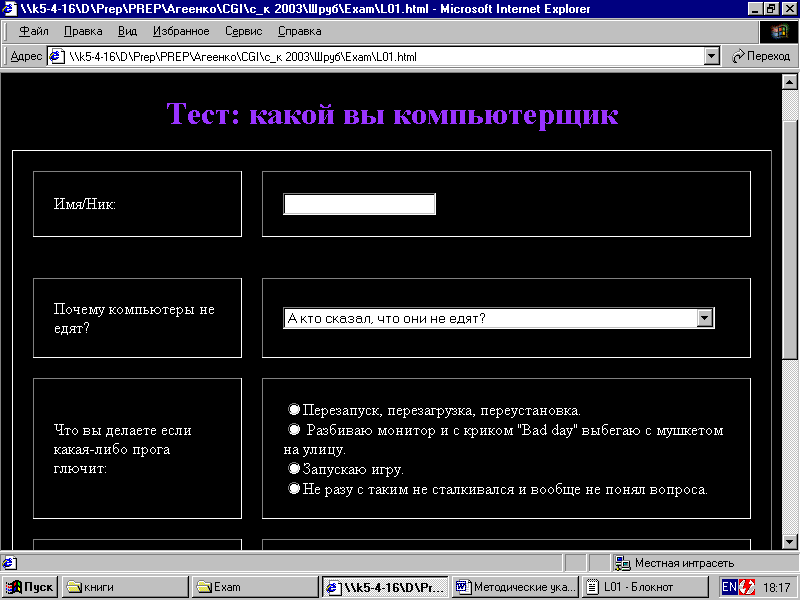 \\k5-4-16\D\Prep\PREP\Агеенко\CGI\с_к 2003\Шруб\Exam\L01.html - Microsoft Internet Explorer
Файл Правка Вид Избранное Сервис Справка
Адрес \\k5-4-16\D\Prep\PREP\Агеенко\CGI\с_к 2003\Шруб\Exam\L01.html Переход
Тест: какой вы компьютерщик
Имя/Ник:
Почему компьютеры не
едят?
А кто сказал, что они не едят?
Что вы делаете если
какая-либо прога
глючит:
Перезапуск, перезагрузка, переустановка.
Разбиваю монитор и с криком "Bad day" выбегаю с мушкетом
на улицу.
Запускаю игру.
Не разу с таким не сталкивался и вообще не понял вопроса.
Местная интрасеть
Пуск книги Exam \\k5-4-16\D\Pr... Методические ука... L01 - Блокнот EN 18:17